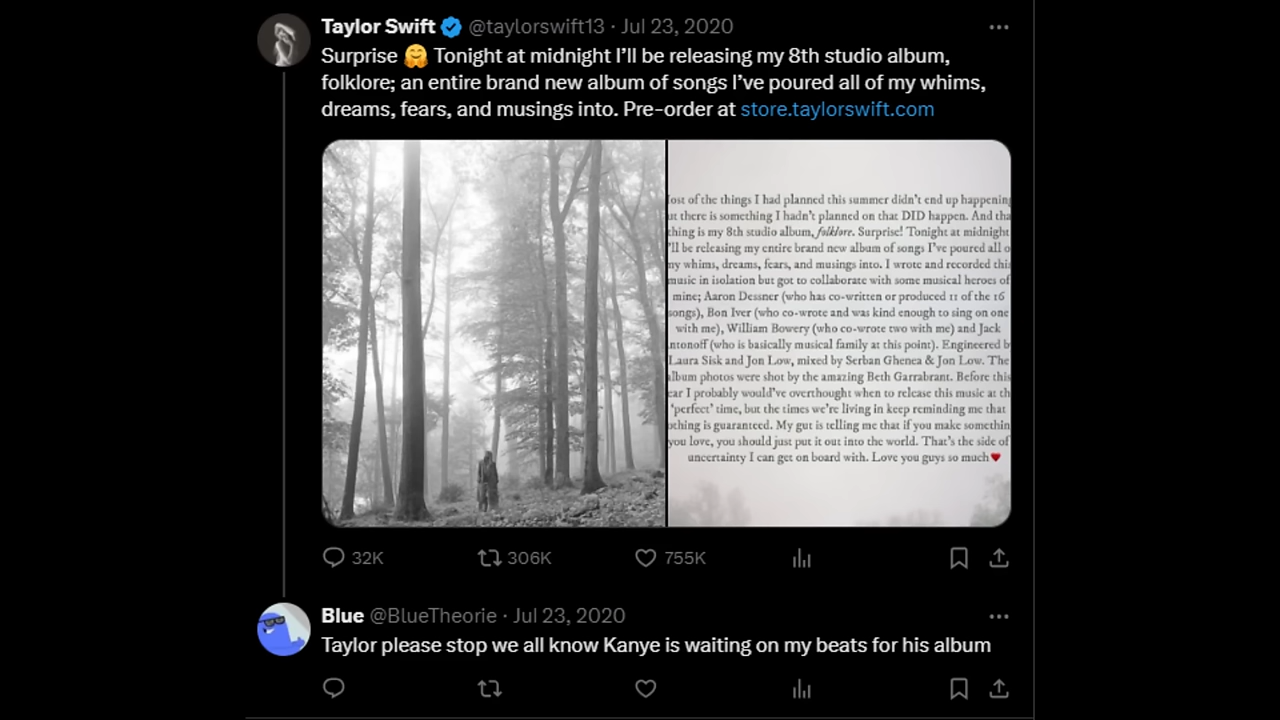 Taylor Swift @taylorswift13 · Jul 23, 2020
Surprise 🤗 Tonight at midnight I’ll be releasing my 8th studio album,
folklore; an entire brand new album of songs I’ve poured all of my whims,
dreams, fears, and musings into. Pre-order at store.taylorswift.com
of the things I had planned this summer didn’t end up happening
there is something I hadn’t planned on that DID happen. And
thing is my 8th studio album, folklore. Surprise! Tonight at midnight
’ll be releasing my entire brand new album of songs I’ve poured all
my whims, dreams, fears, and musings into. I wrote and recorded this
music in isolation but got to collaborate with some musical heroes of
mine; Aaron Dessner (who has co-written or produced 11 of the 16
songs), Bon Iver (who co-wrote and was kind enough to sing on one
with me), William Bowery (who co-wrote two with me) and Jack
ntonoff (who is basically musical family at this point). Engineered
Laura Sisk and Jon Low, mixed by Serban Ghenea & Jon Low. The
album photos were shot by the amazing Beth Garrabrant. Before this
ear I probably would’ve overthought when to release this music at
‘perfect’ time, but the times we’re living in keep reminding me that
othing is guaranteed. My gut is telling me that if you make somethin
you love, you should just put it out into the world. That’s the side of
uncertainty I can get on board with. Love you guys so much♥
32K 306K 755K
Blue @BlueTheorie · Jul 23, 2020
Taylor please stop we all know Kanye is waiting on my beats for his album